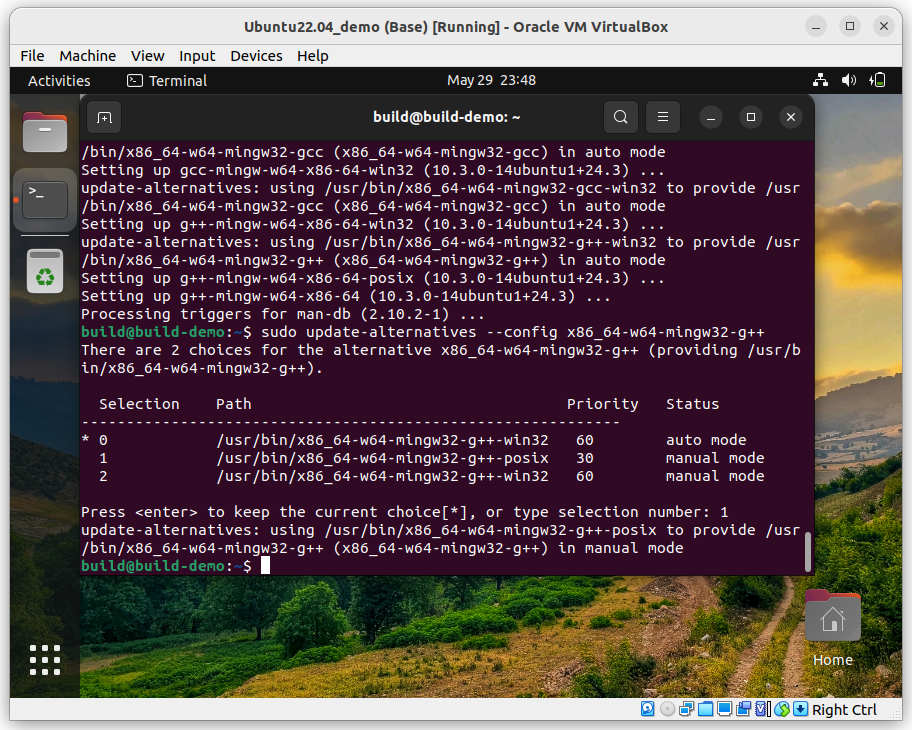 Ubuntu22.04_demo (Base) [Running] - Oracle VM VirtualBox
File Machine View Input Devices Help
Activities Terminal May 29 23:48
build@build-demo: ~
/bin/x86_64-w64-mingw32-gcc (x86_64-w64-mingw32-gcc) in auto mode
Setting up gcc-mingw-w64-x86-64-win32 (10.3.0-14ubuntu1+24.3) ...
update-alternatives: using /usr/bin/x86_64-w64-mingw32-gcc-win32 to provide /usr
/bin/x86_64-w64-mingw32-gcc (x86_64-w64-mingw32-gcc) in auto mode
Setting up g++-mingw-w64-x86-64-win32 (10.3.0-14ubuntu1+24.3) ...
update-alternatives: using /usr/bin/x86_64-w64-mingw32-g++-win32 to provide /usr
/bin/x86_64-w64-mingw32-g++ (x86_64-w64-mingw32-g++) in auto mode
Setting up g++-mingw-w64-x86-64-posix (10.3.0-14ubuntu1+24.3) ...
Setting up g++-mingw-w64-x86-64 (10.3.0-14ubuntu1+24.3) ...
Processing triggers for man-db (2.10.2-1) ...
build@build-demo:~$ sudo update-alternatives --config x86_64-w64-mingw32-g++
There are 2 choices for the alternative x86_64-w64-mingw32-g++ (providing /usr/b
in/x86_64-w64-mingw32-g++).
Selection Path Priority Status
------------------------------------------------------------
* 0 /usr/bin/x86_64-w64-mingw32-g++-win32 60 auto mode
1 /usr/bin/x86_64-w64-mingw32-g++-posix 30 manual mode
2 /usr/bin/x86_64-w64-mingw32-g++-win32 60 manual mode
Press <enter> to keep the current choice[*], or type selection number: 1
update-alternatives: using /usr/bin/x86_64-w64-mingw32-g++-posix to provide /usr
/bin/x86_64-w64-mingw32-g++ (x86_64-w64-mingw32-g++) in manual mode
build@build-demo:~$
Home
Right Ctrl